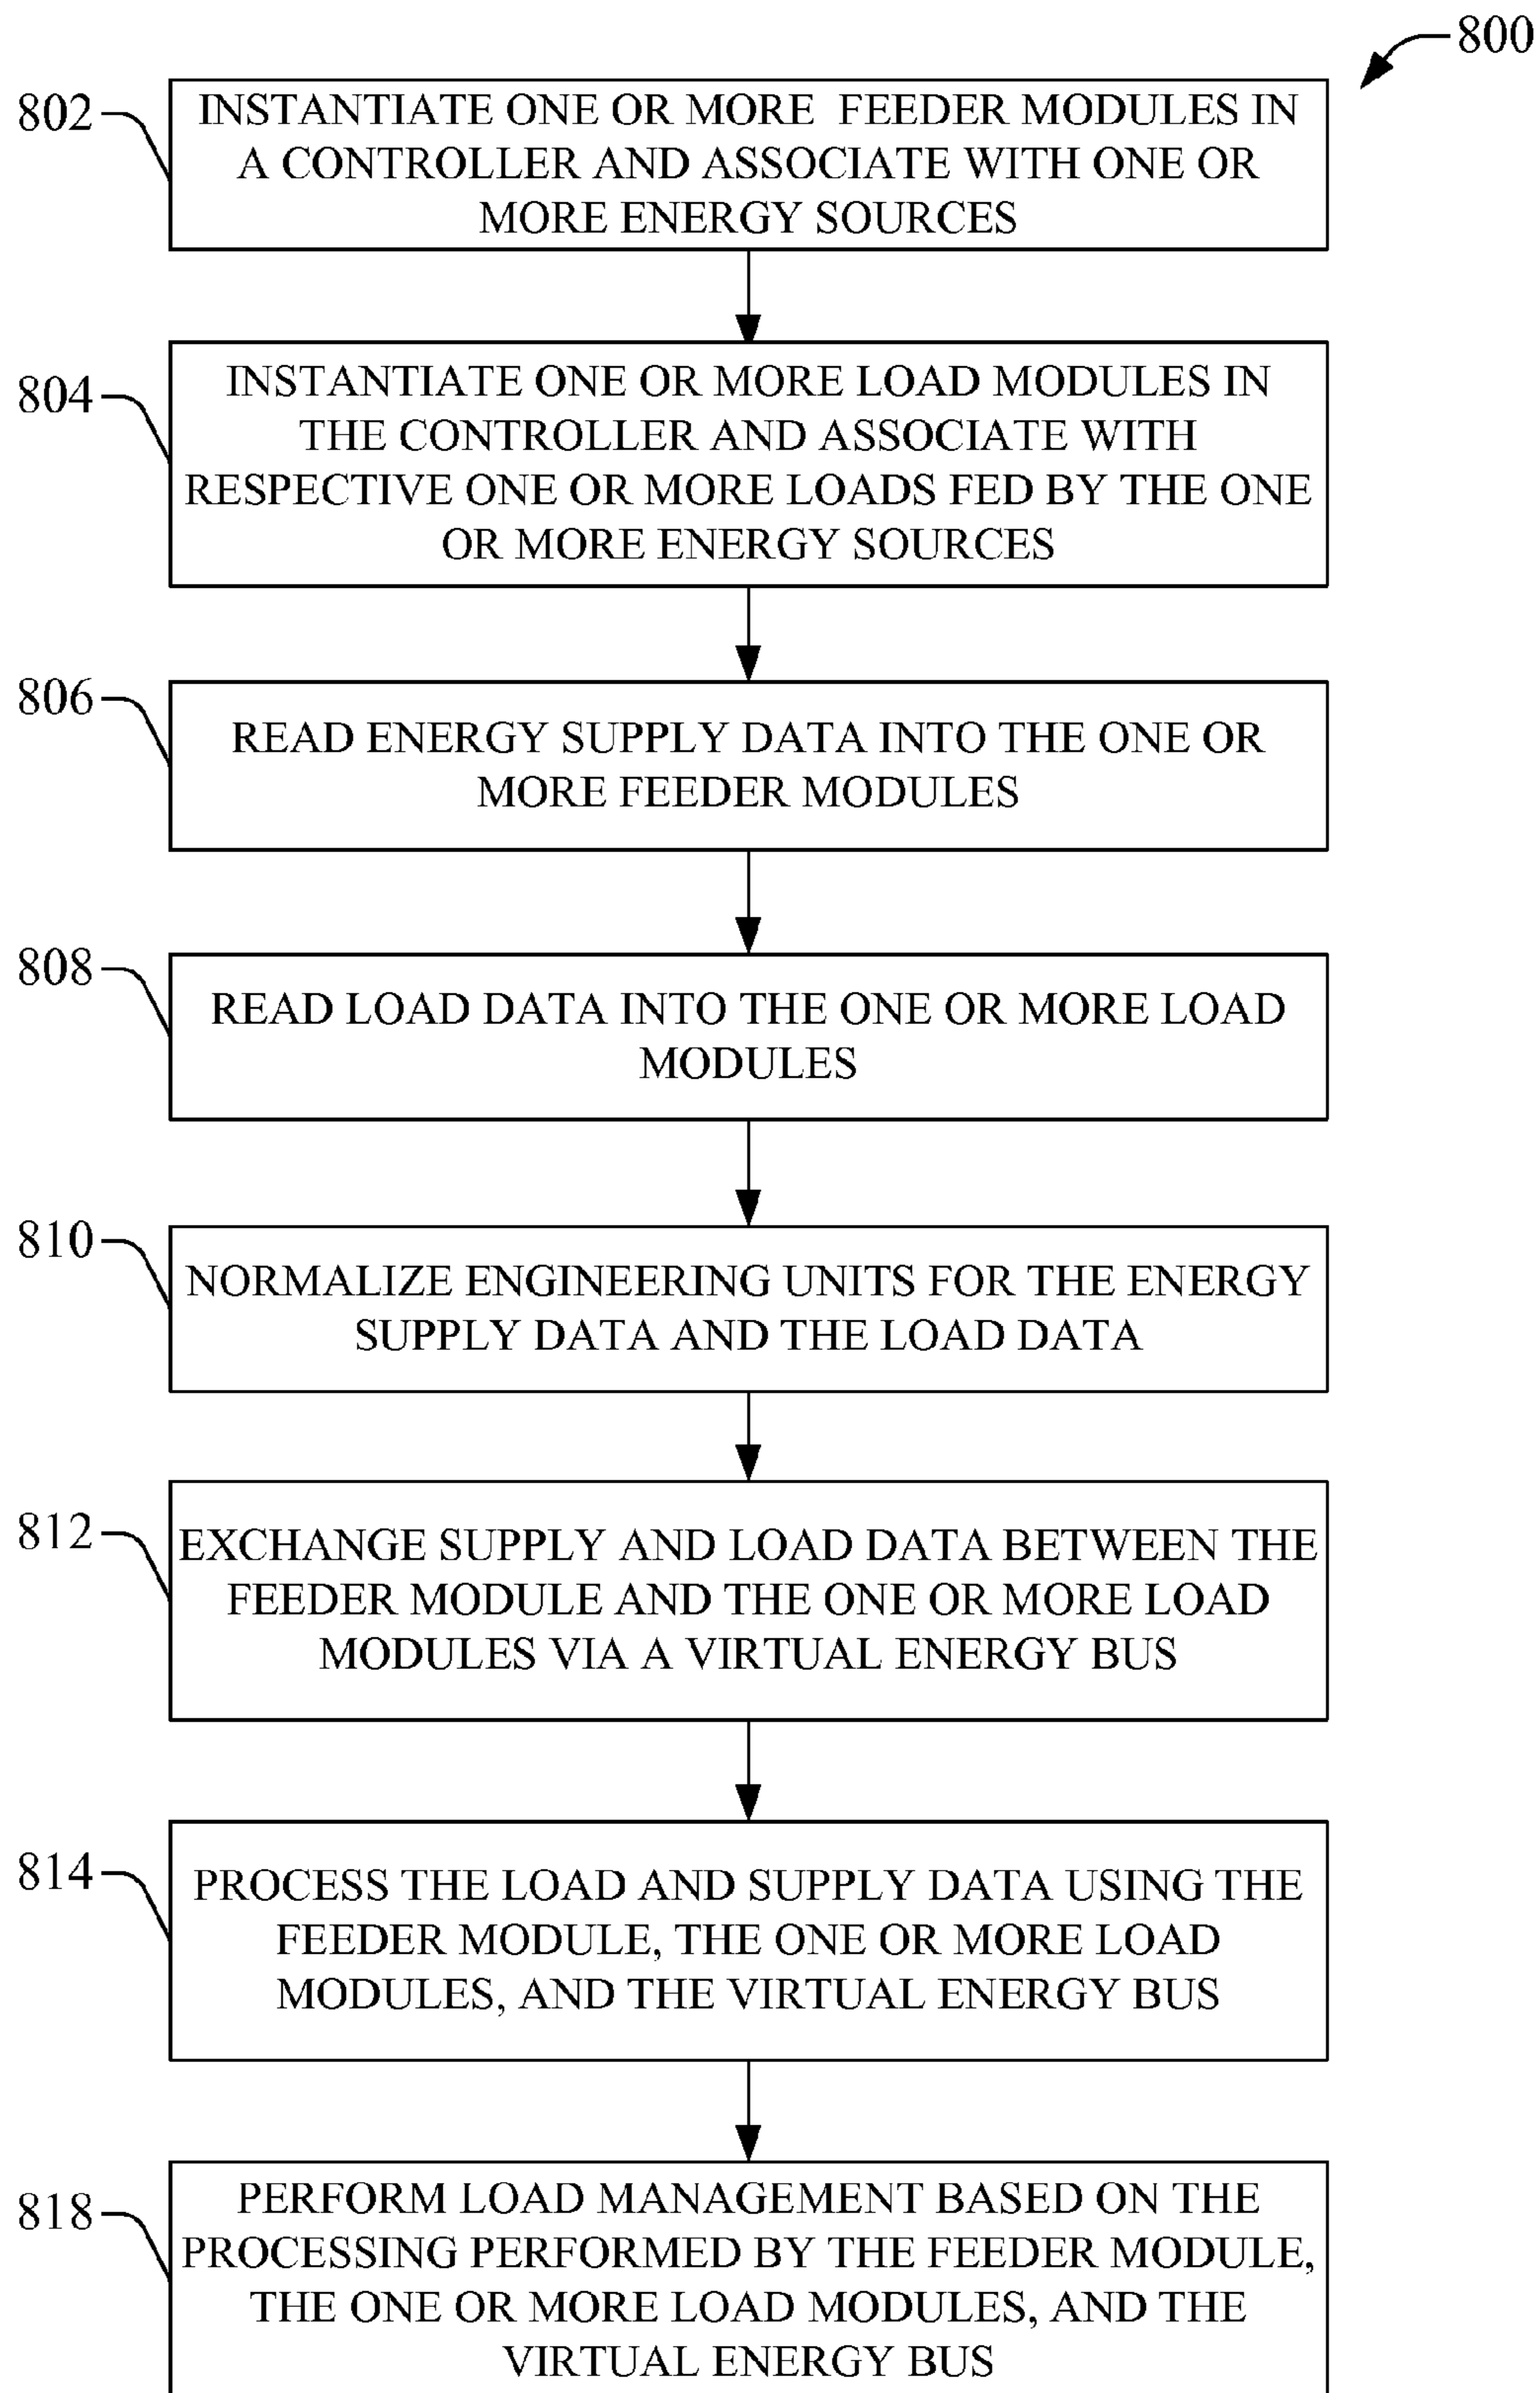 800
802
INSTANTIATE ONE OR MORE FEEDER MODULES IN
A CONTROLLER AND ASSOCIATE WITH ONE OR
MORE ENERGY SOURCES
804
INSTANTIATE ONE OR MORE LOAD MODULES IN
THE CONTROLLER AND ASSOCIATE WITH
RESPECTIVE ONE OR MORE LOADS FED BY THE ONE
OR MORE ENERGY SOURCES
806
READ ENERGY SUPPLY DATA INTO THE ONE OR
MORE FEEDER MODULES
808
READ LOAD DATA INTO THE ONE OR MORE LOAD
MODULES
810
NORMALIZE ENGINEERING UNITS FOR THE ENERGY
SUPPLY DATA AND THE LOAD DATA
812
EXCHANGE SUPPLY AND LOAD DATA BETWEEN THE
FEEDER MODULE AND THE ONE OR MORE LOAD
MODULES VIA A VIRTUAL ENERGY BUS
814
PROCESS THE LOAD AND SUPPLY DATA USING THE
FEEDER MODULE, THE ONE OR MORE LOAD
MODULES, AND THE VIRTUAL ENERGY BUS
818
PERFORM LOAD MANAGEMENT BASED ON THE
PROCESSING PERFORMED BY THE FEEDER MODULE,
THE ONE OR MORE LOAD MODULES, AND THE
VIRTUAL ENERGY BUS